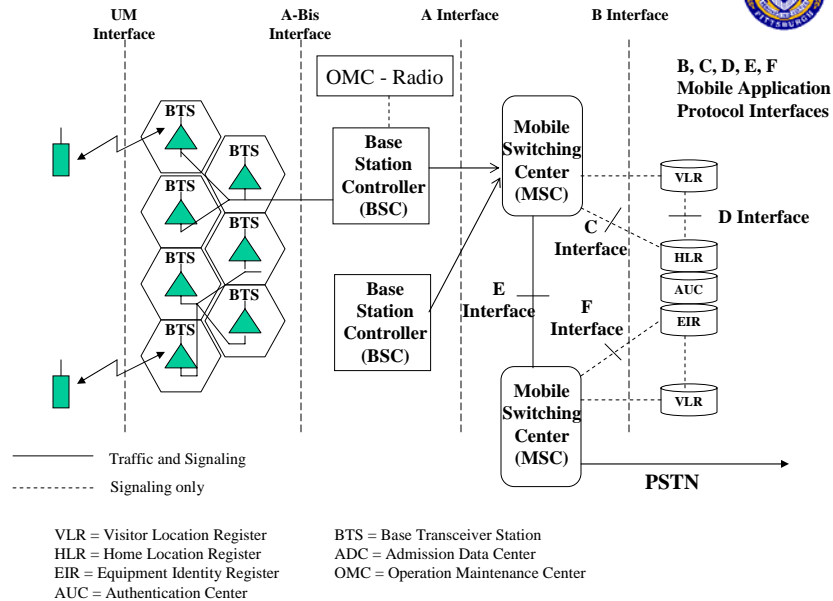 UM
Interface
A-Bis
Interface
A Interface
B Interface
PITTSBURGH
B, C, D, E, F
Mobile Application
Protocol Interfaces
OMC - Radio
BTS
BTS
BTS
BTS
BTS
BTS
BTS
Base
Station
Controller
(BSC)
Mobile
Switching
Center
(MSC)
VLR
D Interface
C
Interface
HLR
AUC
EIR
Base
Station
Controller
(BSC)
E
Interface
F
Interface
Mobile
Switching
Center
(MSC)
VLR
PSTN
Traffic and Signaling
Signaling only
VLR = Visitor Location Register
HLR = Home Location Register
EIR = Equipment Identity Register
AUC = Authentication Center
BTS = Base Transceiver Station
ADC = Admission Data Center
OMC = Operation Maintenance Center